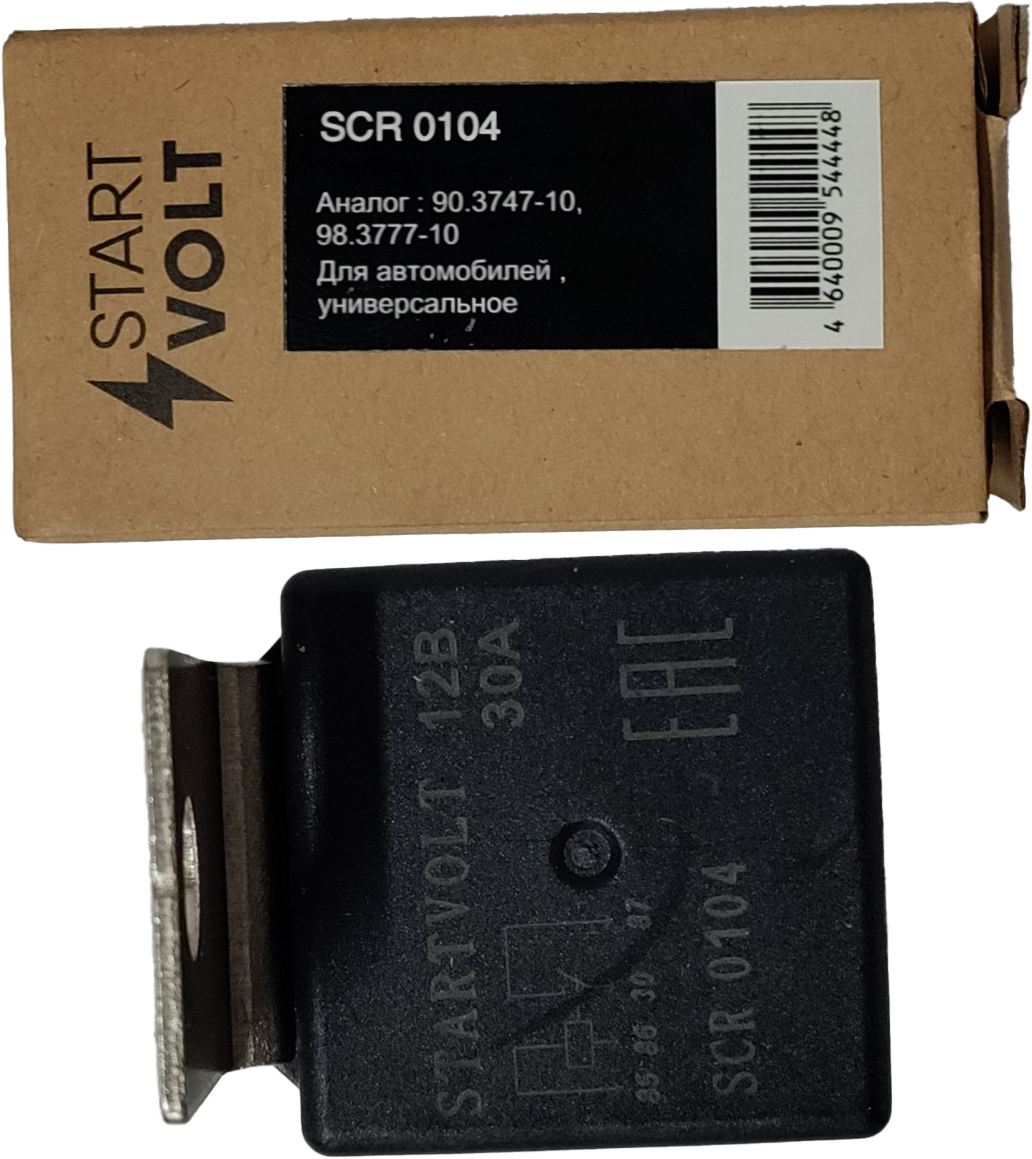 START
VOLT
SCR 0104
Аналог : 90.3747-10,
98.3777-10
Для автомобилей ,
универсальное
4 640009 544448
STARTVOLT 12В
30А
85 86 30 87
EAC
SCR 0104